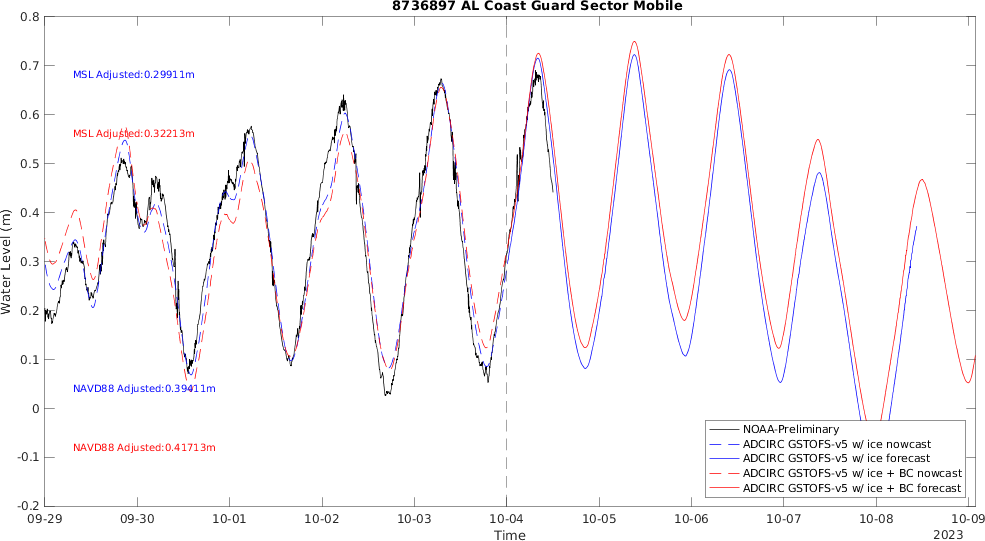 8736897 AL Coast Guard Sector Mobile
0.8
0.7
0.6
0.5
0.4
0.3
0.2
0.1
0
-0.1
-0.2
Water Level (m)
MSL Adjusted:0.29911m
MSL Adjusted:0.32213m
NAVD88 Adjusted:0.39411m
NAVD88 Adjusted:0.41713m
NOAA-Preliminary
ADCIRC GSTOFS-v5 w/ ice nowcast
ADCIRC GSTOFS-v5 w/ ice forecast
ADCIRC GSTOFS-v5 w/ ice + BC nowcast
ADCIRC GSTOFS-v5 w/ ice + BC forecast
09-29 09-30 10-01 10-02 10-03 10-04 10-05 10-06 10-07 10-08 10-09
Time
2023